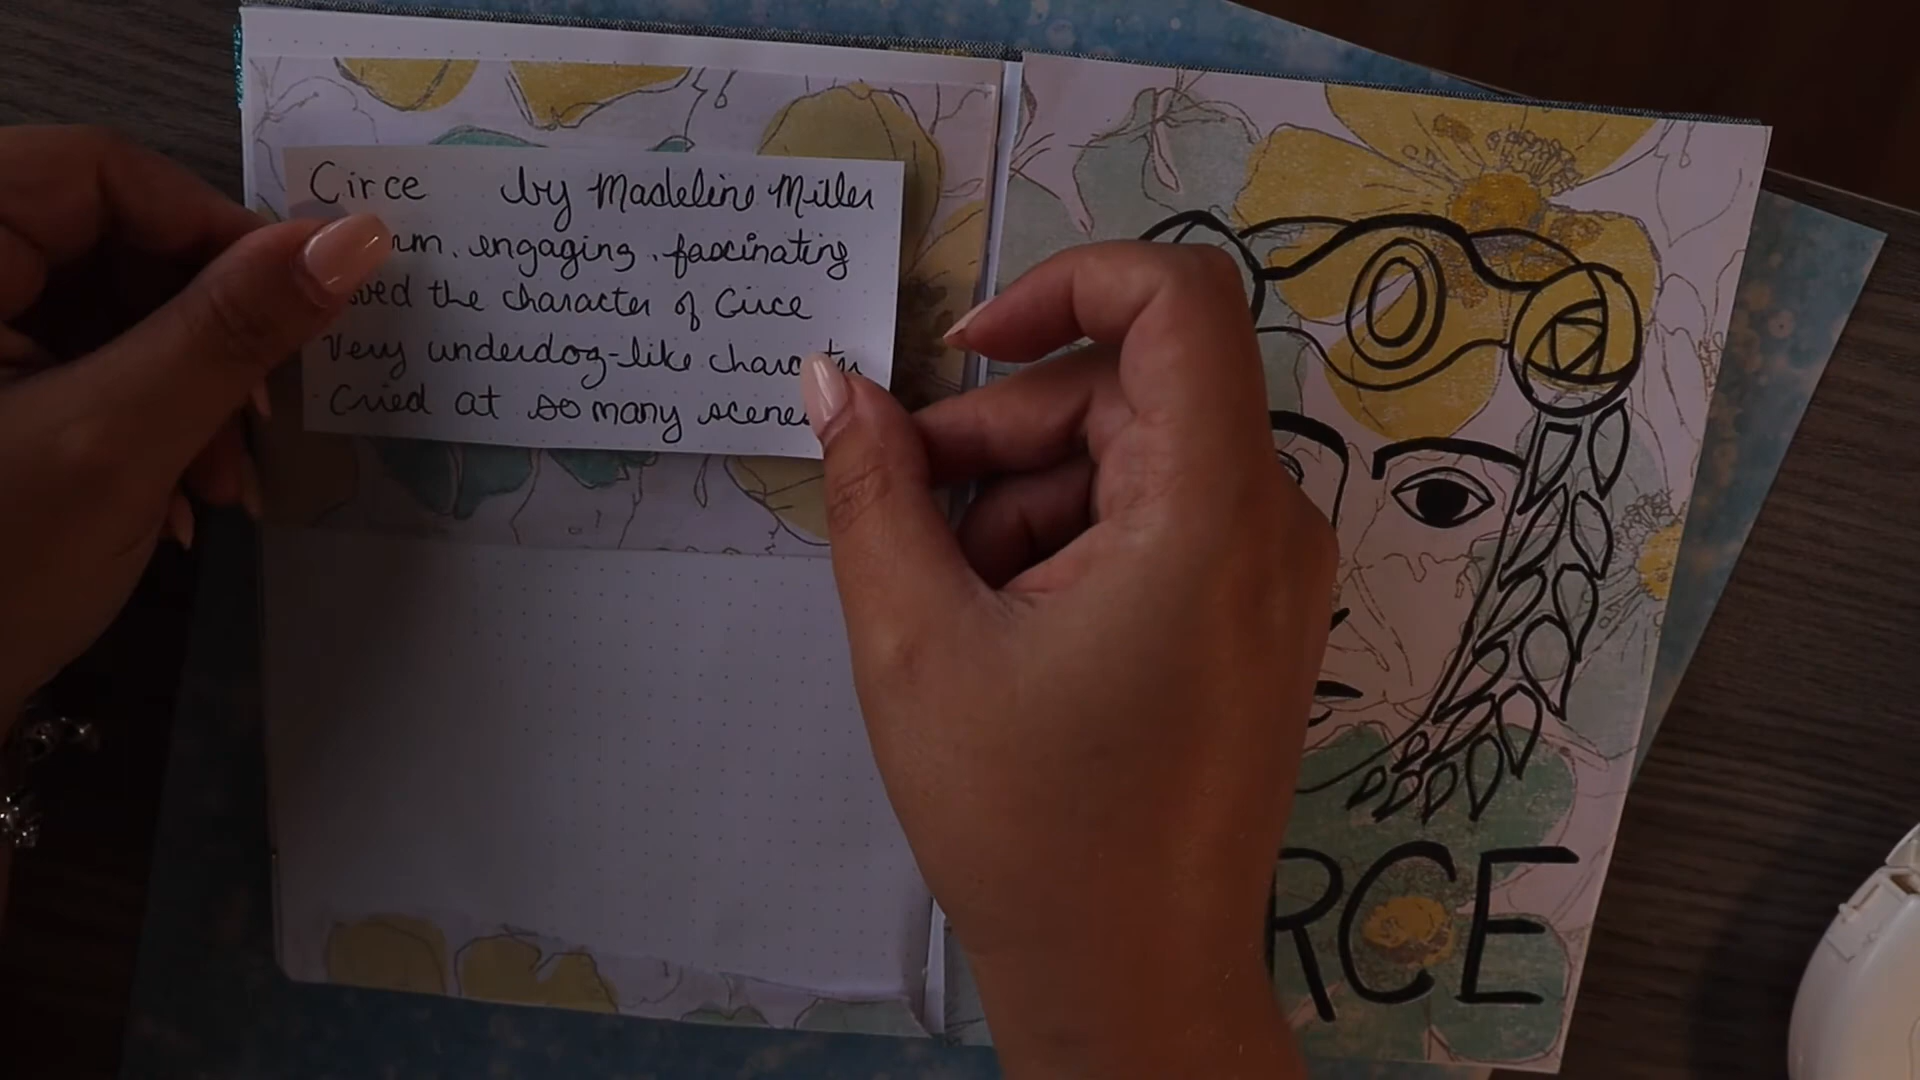 Circe by Madeline Miller
engaging, fascinating
the character of Circe
Very underdog-like character
Cried at so many scenes
RCE